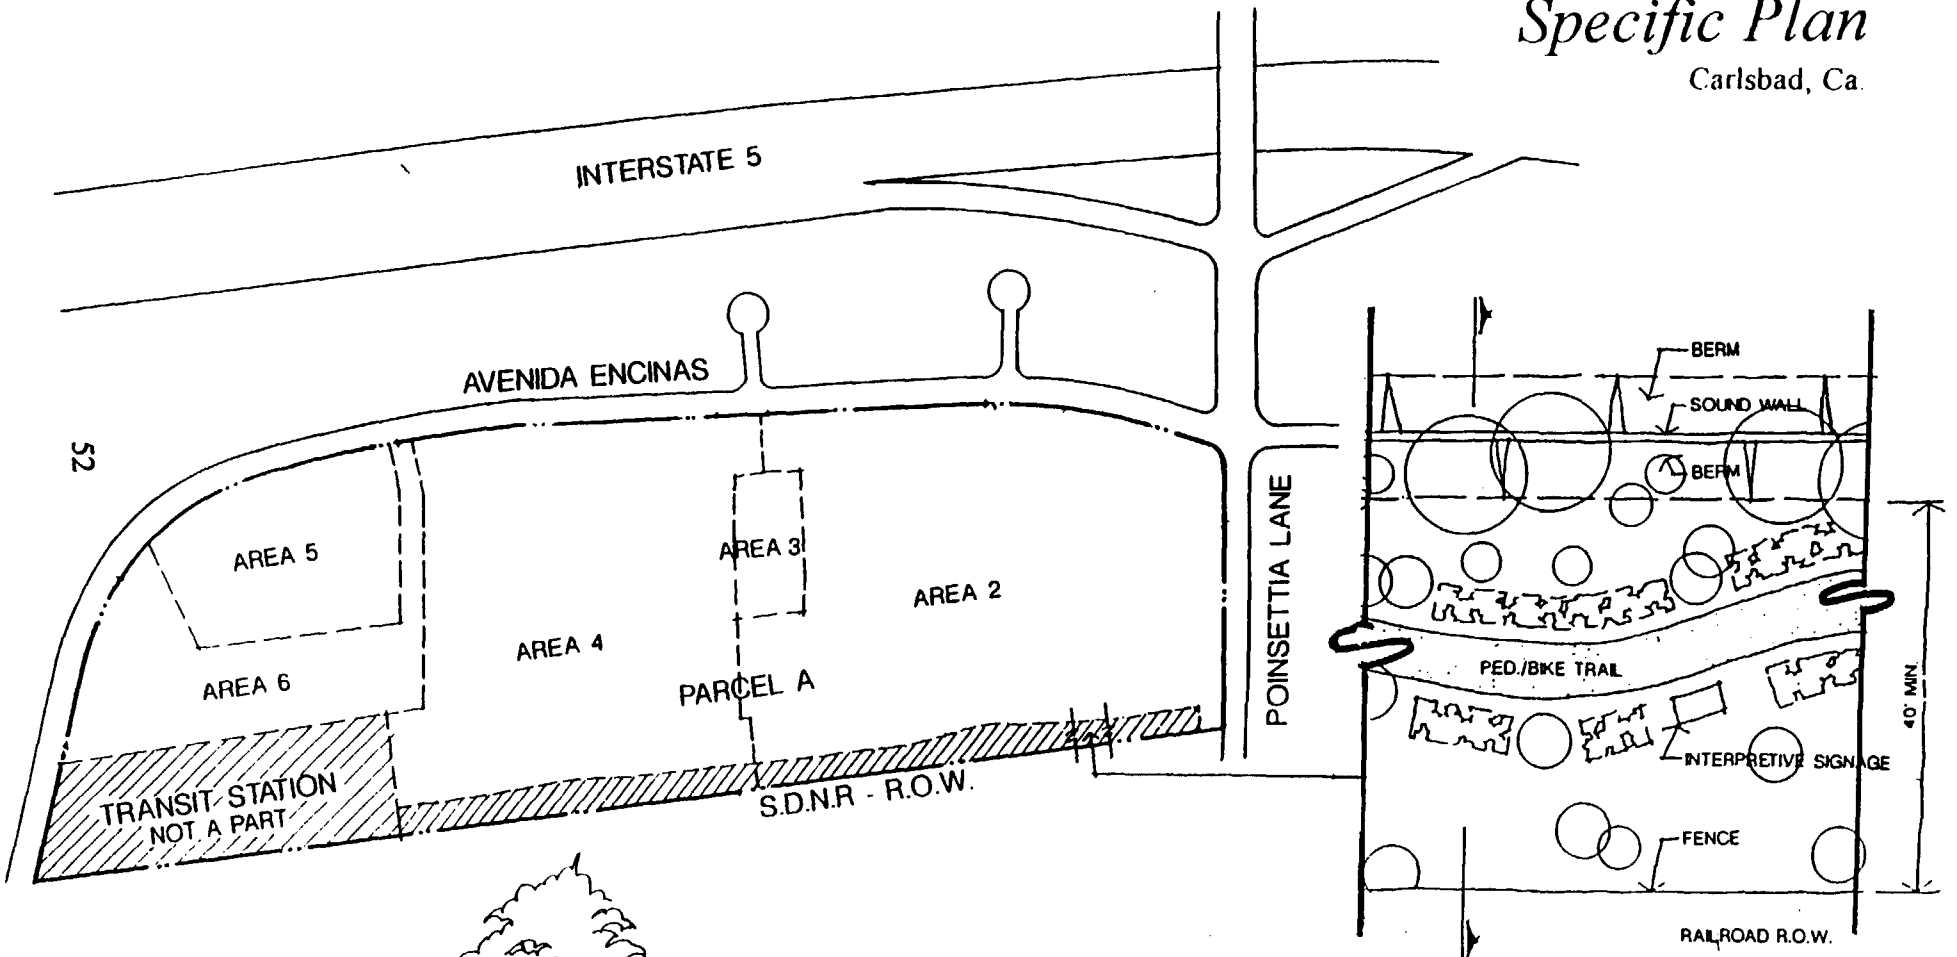 Specific Plan
Carlsbad, Ca.
INTERSTATE 5
AVENIDA ENCINAS
52
AREA 5
AREA 3
AREA 2
AREA 4
AREA 6
PARCEL A
POINSETTIA LANE
TRANSIT STATION
NOT A PART
S.D.N.R - R.O.W.
BERM
SOUND WALL
BERM
PED./BIKE TRAIL
40' MIN.
INTERPRETIVE SIGNAGE
FENCE
RAILROAD R.O.W.